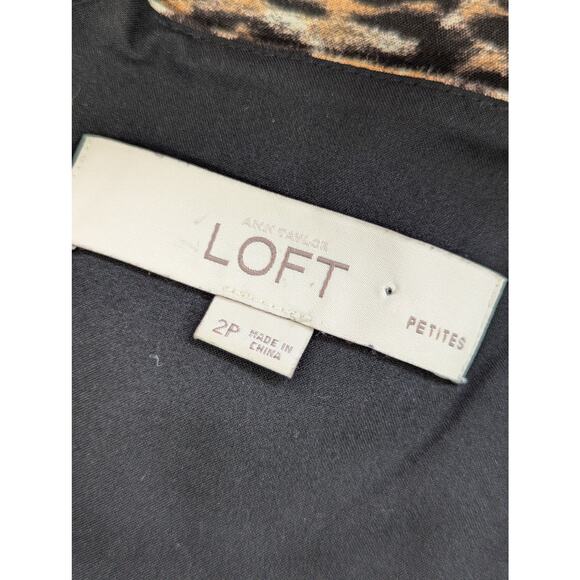 ANN TAYLOR
LOFT
PETITES
2P
MADE IN
CHINA